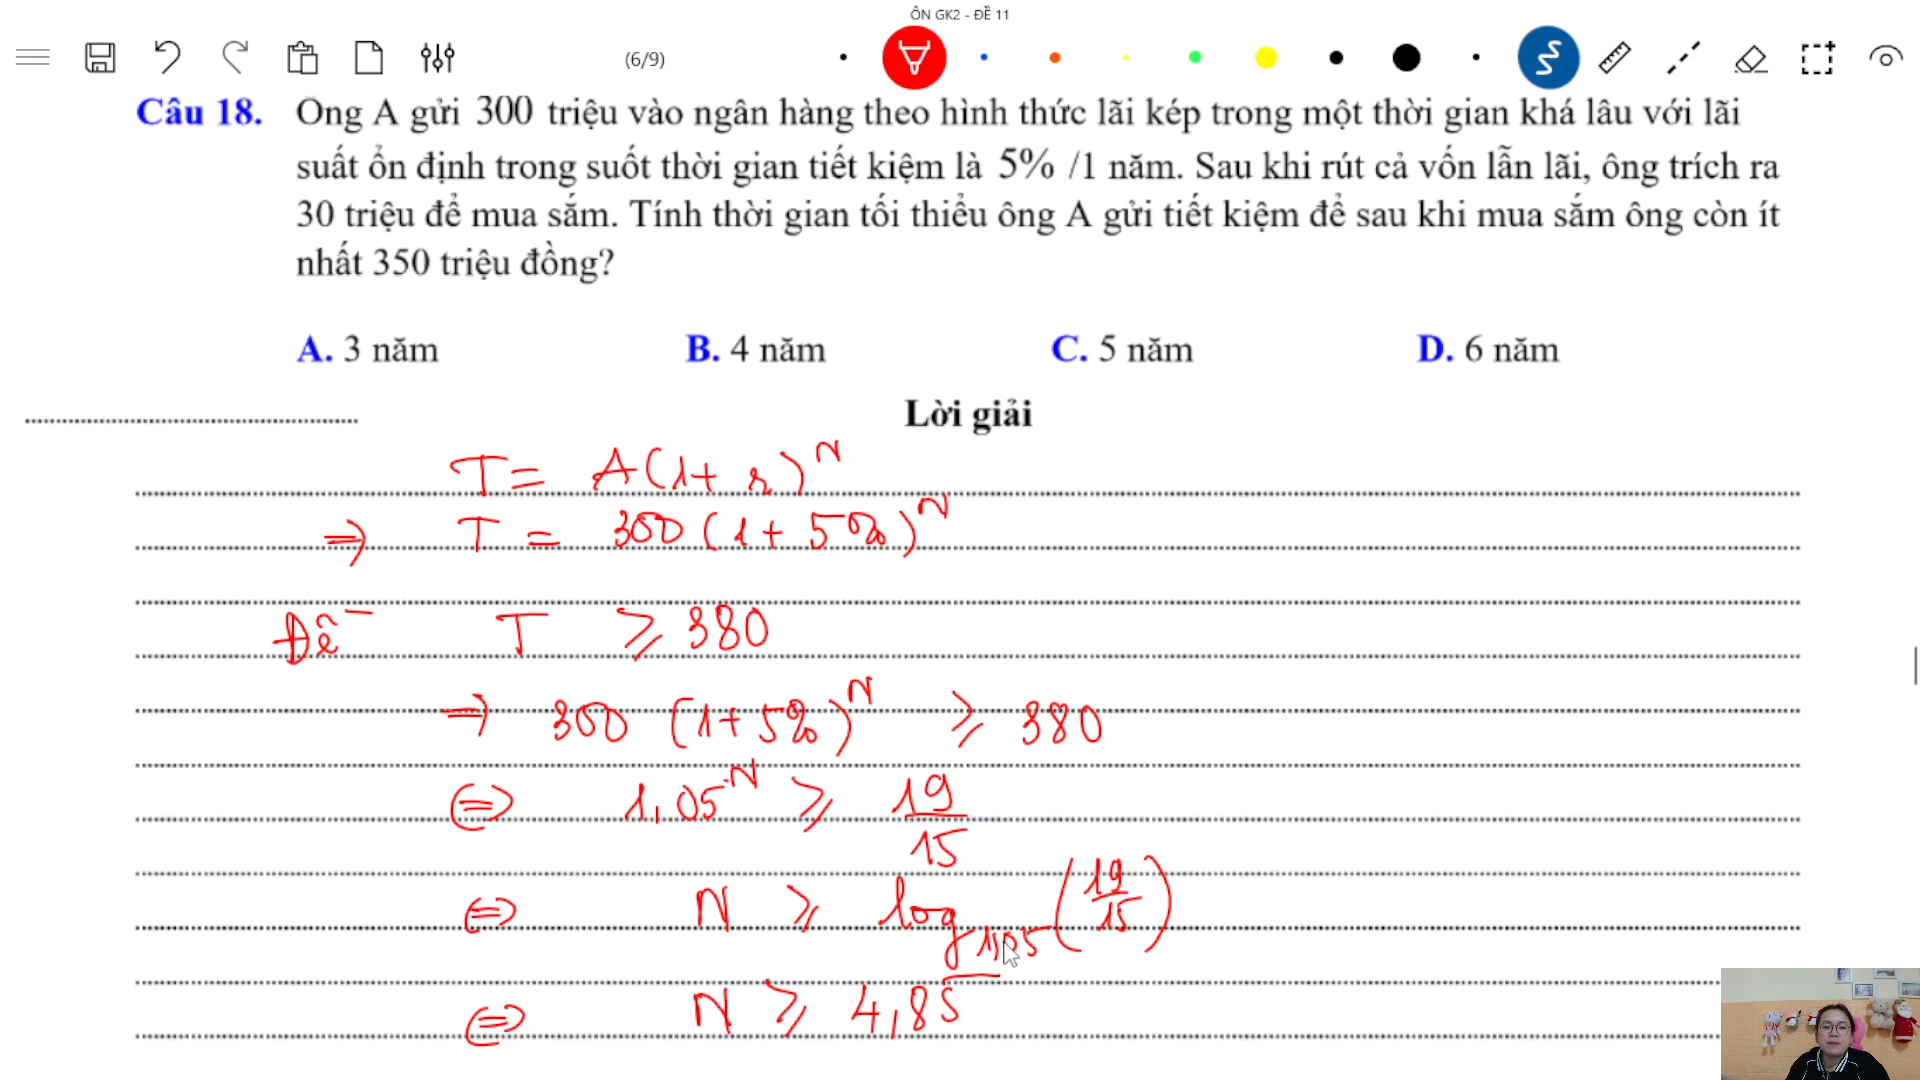 ÔN GK2 - ĐỀ 11
(6/9)
Câu 18. Ông A gửi 300 triệu vào ngân hàng theo hình thức lãi kép trong một thời gian khá lâu với lãi
suất ổn định trong suốt thời gian tiết kiệm là 5% /1 năm. Sau khi rút cả vốn lẫn lãi, ông trích ra
30 triệu để mua sắm. Tính thời gian tối thiểu ông A gửi tiết kiệm để sau khi mua sắm ông còn ít
nhất 350 triệu đồng?
A. 3 năm B. 4 năm C. 5 năm D. 6 năm
Lời giải
T = A(1 + r)^N
⇒ T = 300 (1 + 5%)^N
Để T ≥ 380
⇒ 300 (1+5%)^N ≥ 380
⇔ 1,05^N ≥ 19/15
⇔ N ≥ log_1,05 (19/15)
⇔ N ≥ 4,85